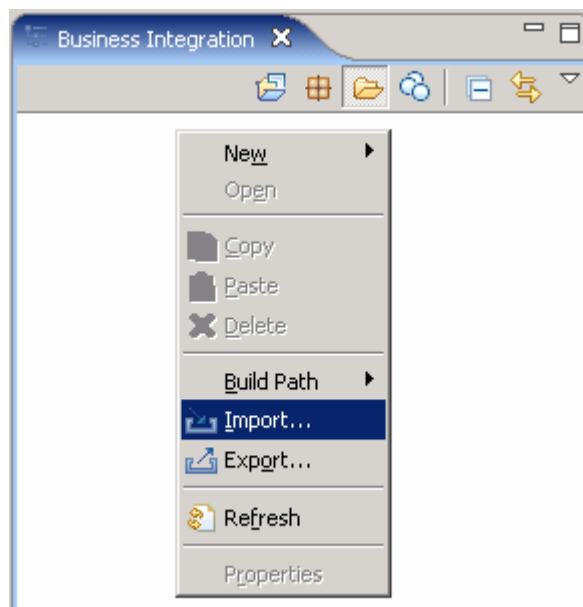 Business Integration
New
Open
Copy
Paste
Delete
Build Path
Import...
Export...
Refresh
Properties